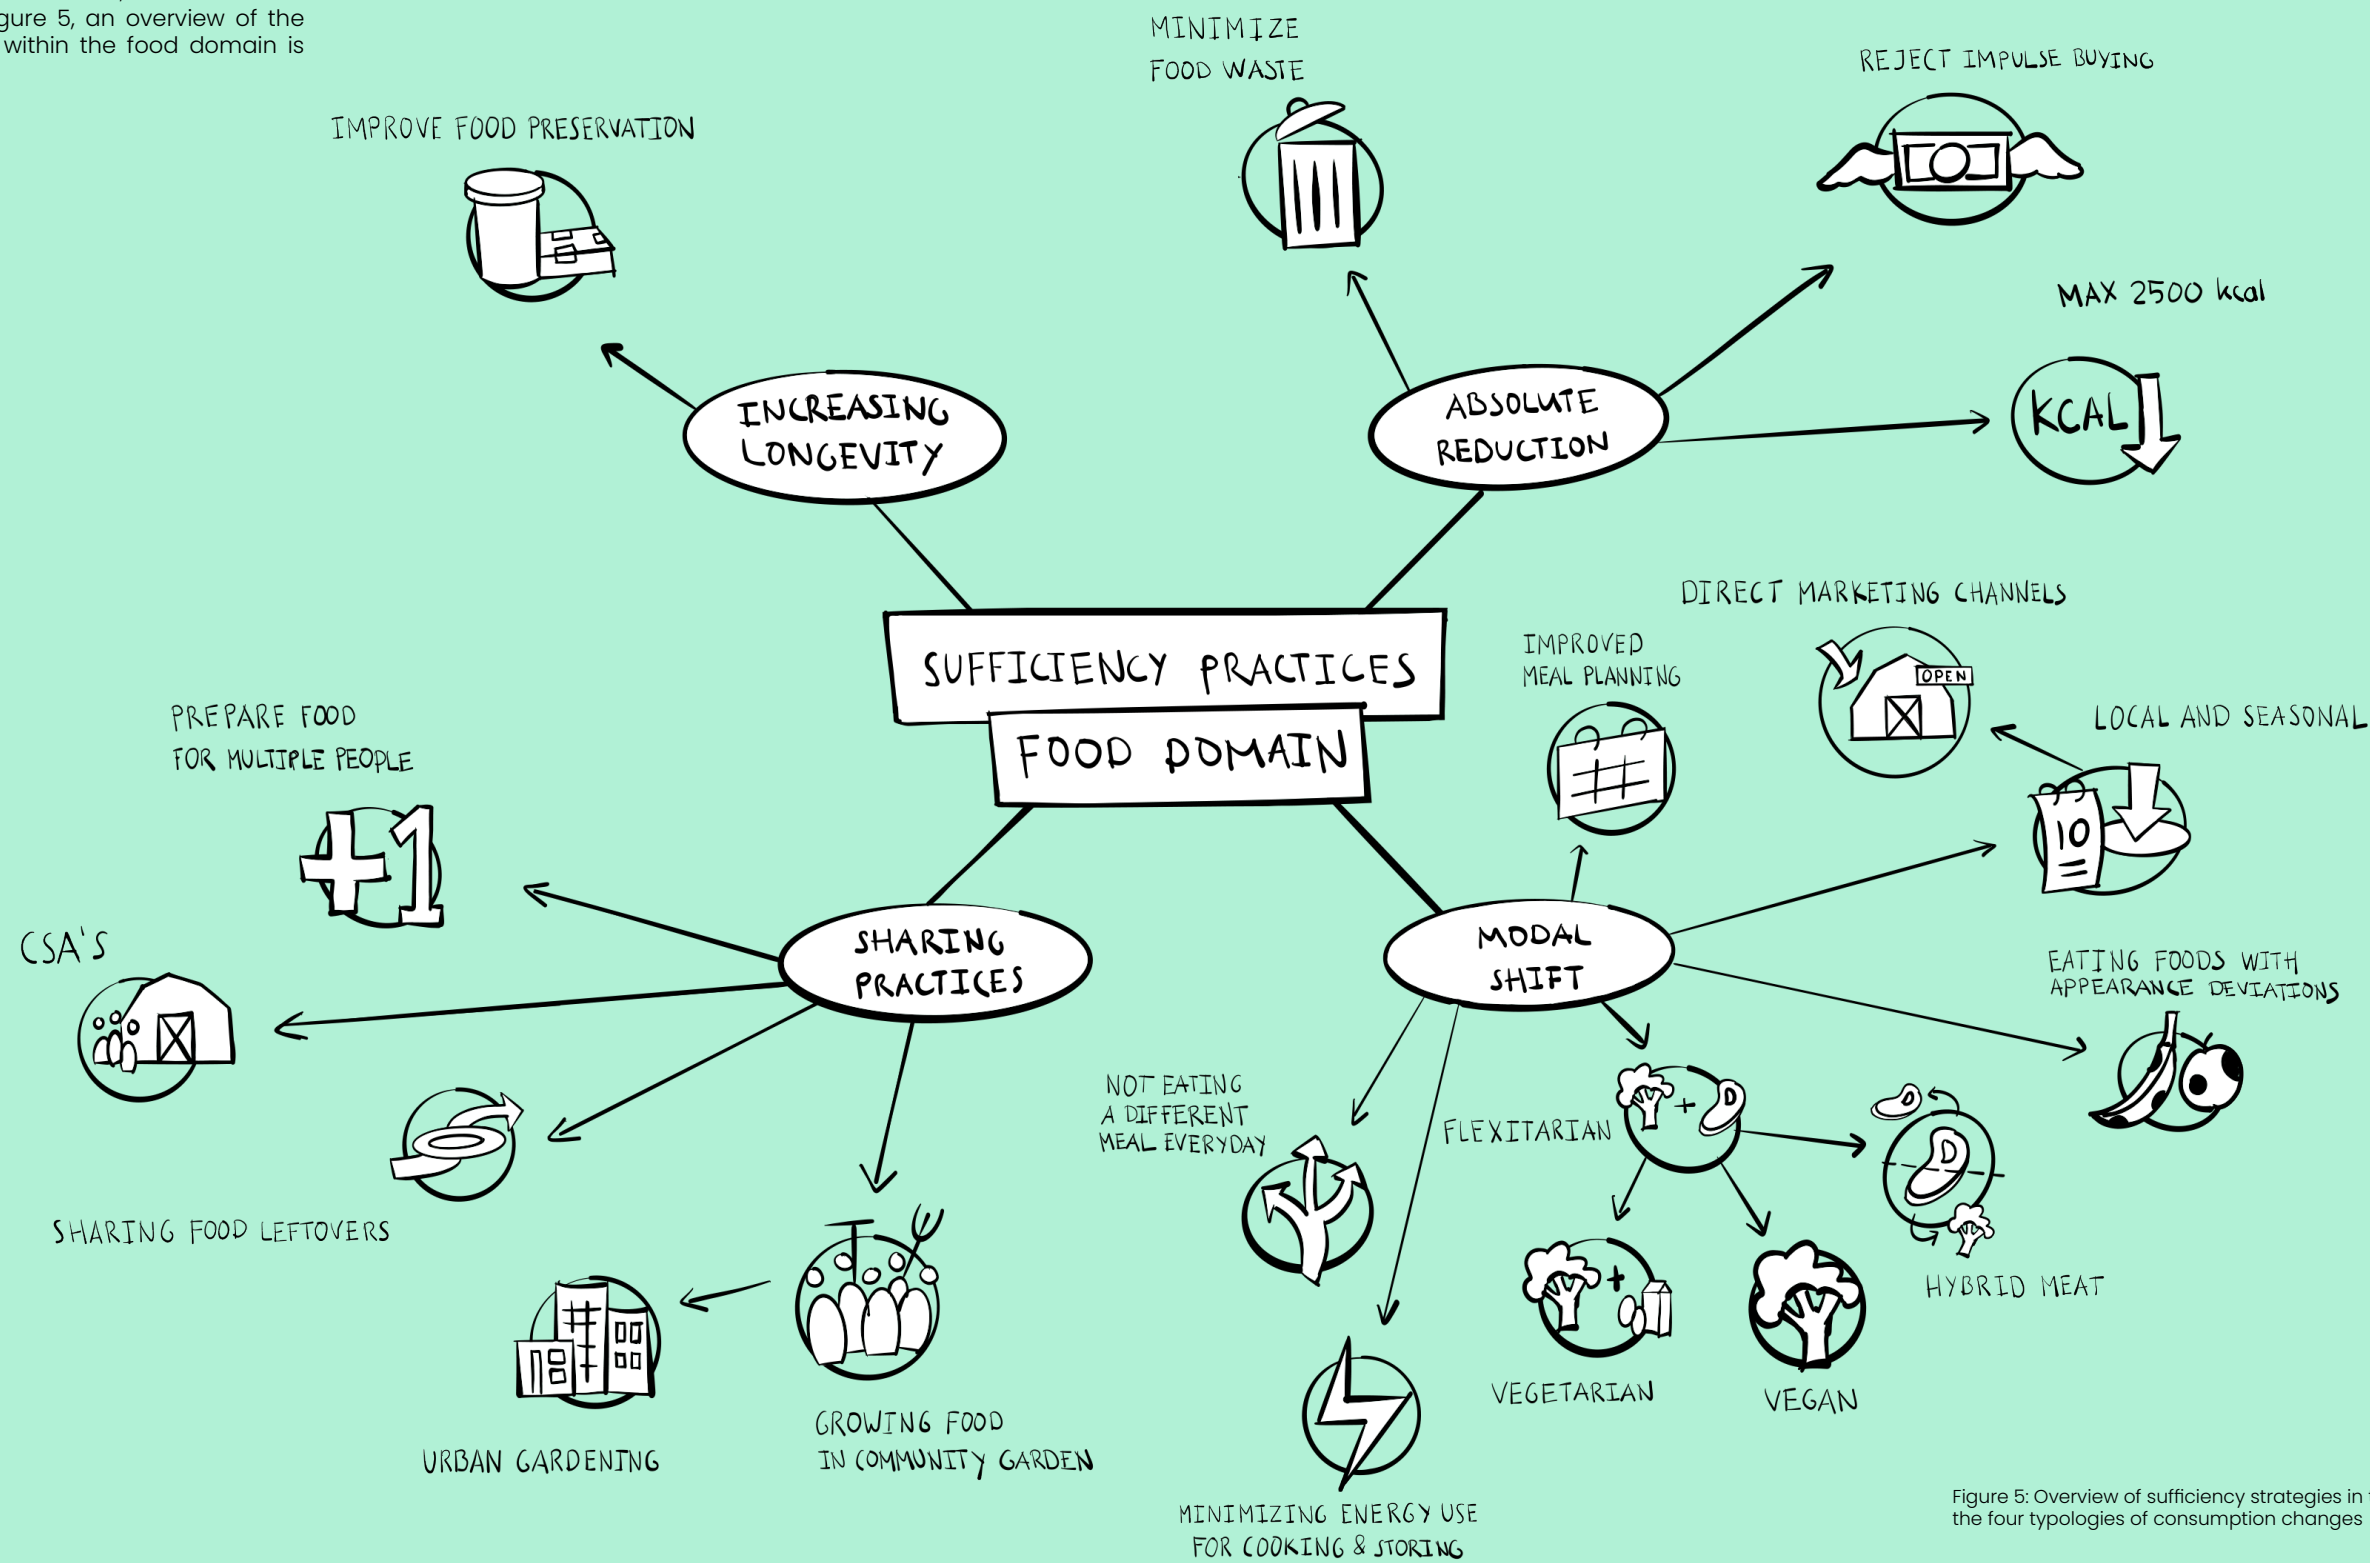 gure 5, an overview of the
within the food domain is
MINIMIZE
FOOD WASTE
REJECT IMPULSE BUYING
IMPROVE FOOD PRESERVATION
MAX 2500 kcal
KCAL
INCREASING
LONGEVITY
ABSOLUTE
REDUCTION
SUFFICIENCY PRACTICES
FOOD DOMAIN
DIRECT MARKETING CHANNELS
OPEN
IMPROVED
MEAL PLANNING
LOCAL AND SEASONAL
10
PREPARE FOOD
FOR MULTIPLE PEOPLE
+1
CSA'S
SHARING
PRACTICES
MODAL
SHIFT
EATING FOODS WITH
APPEARANCE DEVIATIONS
NOT EATING
A DIFFERENT
MEAL EVERYDAY
FLEXITARIAN
+
SHARING FOOD LEFTOVERS
HYBRID MEAT
+
VEGETARIAN
VEGAN
GROWING FOOD
IN COMMUNITY GARDEN
URBAN GARDENING
MINIMIZING ENERGY USE
FOR COOKING & STORING
Figure 5: Overview of sufficiency strategies in
the four typologies of consumption changes